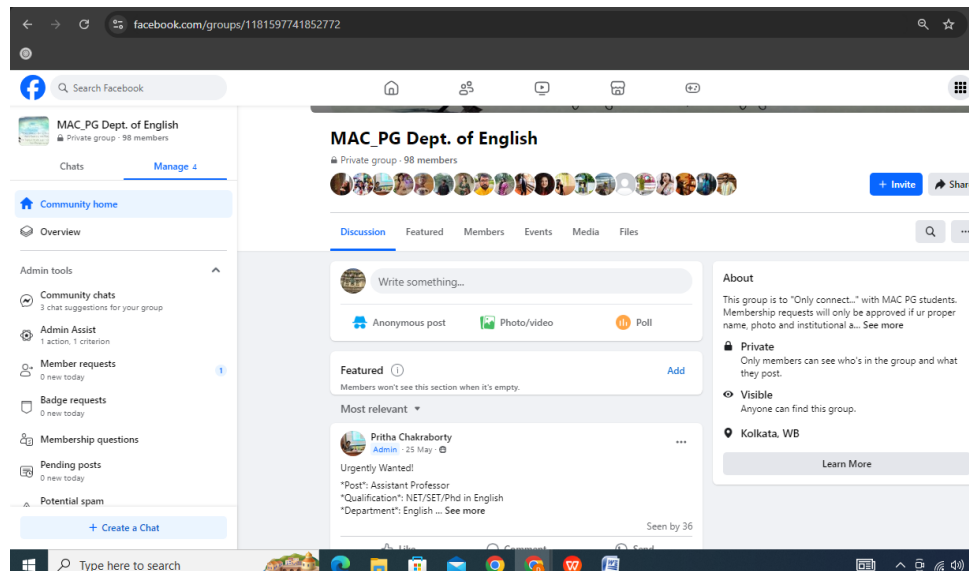 facebook.com/groups/1181597741852772
Search Facebook
MAC_PG Dept. of English
Private group · 98 members
Chats
Manage 4
Community home
Overview
Admin tools
Community chats
3 chat suggestions for your group
Admin Assist
1 action, 1 criterion
Member requests
0 new today
1
Badge requests
0 new today
Membership questions
Pending posts
0 new today
Potential spam
+ Create a Chat
MAC_PG Dept. of English
Private group · 98 members
+ Invite
Share
Discussion
Featured
Members
Events
Media
Files
Write something...
Anonymous post
Photo/video
Poll
Featured
Add
Members won't see this section when it's empty.
Most relevant
Pritha Chakraborty
Admin · 25 May ·
Urgently Wanted!
*Post*: Assistant Professor
*Qualification*: NET/SET/Phd in English
*Department*: English ... See more
Seen by 36
Like
Comment
Send
About
This group is to "Only connect..." with MAC PG students.
Membership requests will only be approved if ur proper
name, photo and institutional a... See more
Private
Only members can see who's in the group and what
they post.
Visible
Anyone can find this group.
Kolkata, WB
Learn More
Type here to search